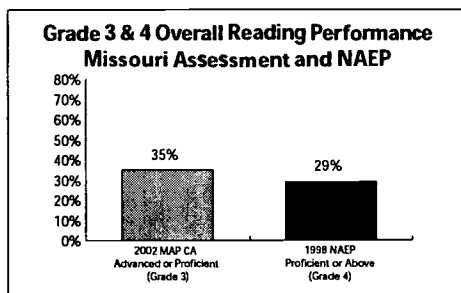 Grade 3 & 4 Overall Reading Performance
Missouri Assessment and NAEP
80%
70%
60%
50%
40%
30%
20%
10%
0%
35%
29%
2002 MAP CA
Advanced or Proficient
(Grade 3)
1998 NAEP
Proficient or Above
(Grade 4)